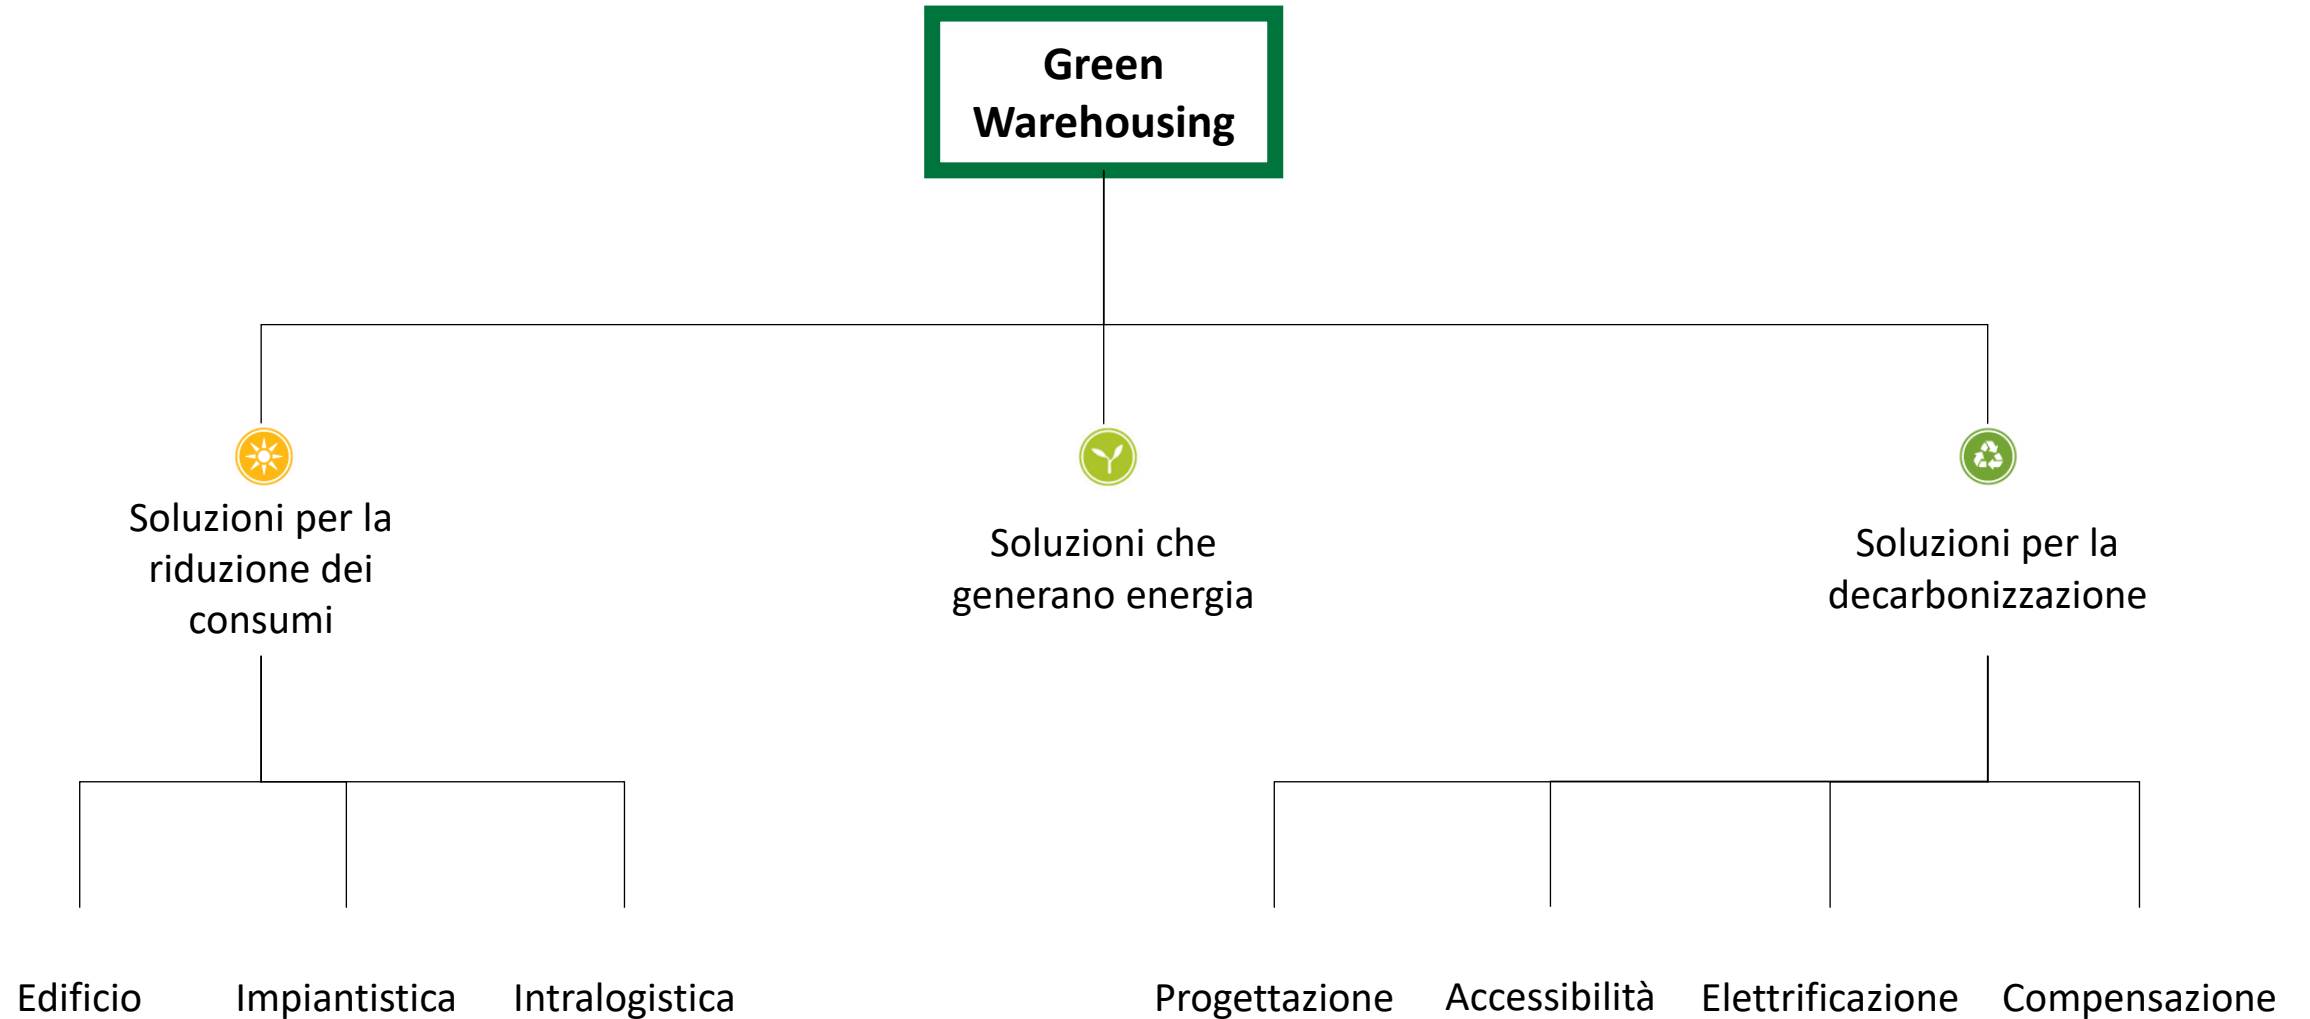 Green
Warehousing
Soluzioni per la
riduzione dei
consumi
Soluzioni che
generano energia
Soluzioni per la
decarbonizzazione
Edificio
Impiantistica
Intralogistica
Progettazione
Accessibilità
Elettrificazione
Compensazione